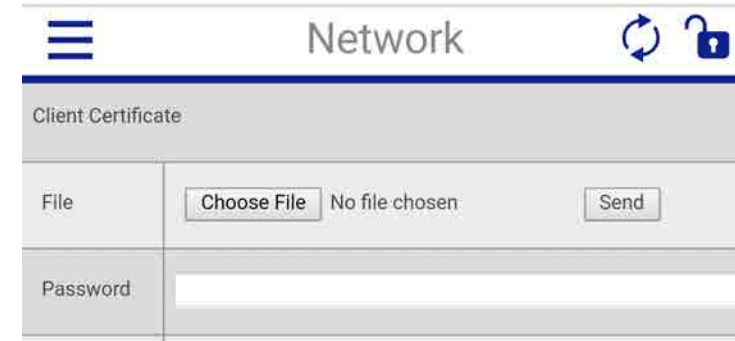 Network
Client Certificate
File Choose File No file chosen Send
Password